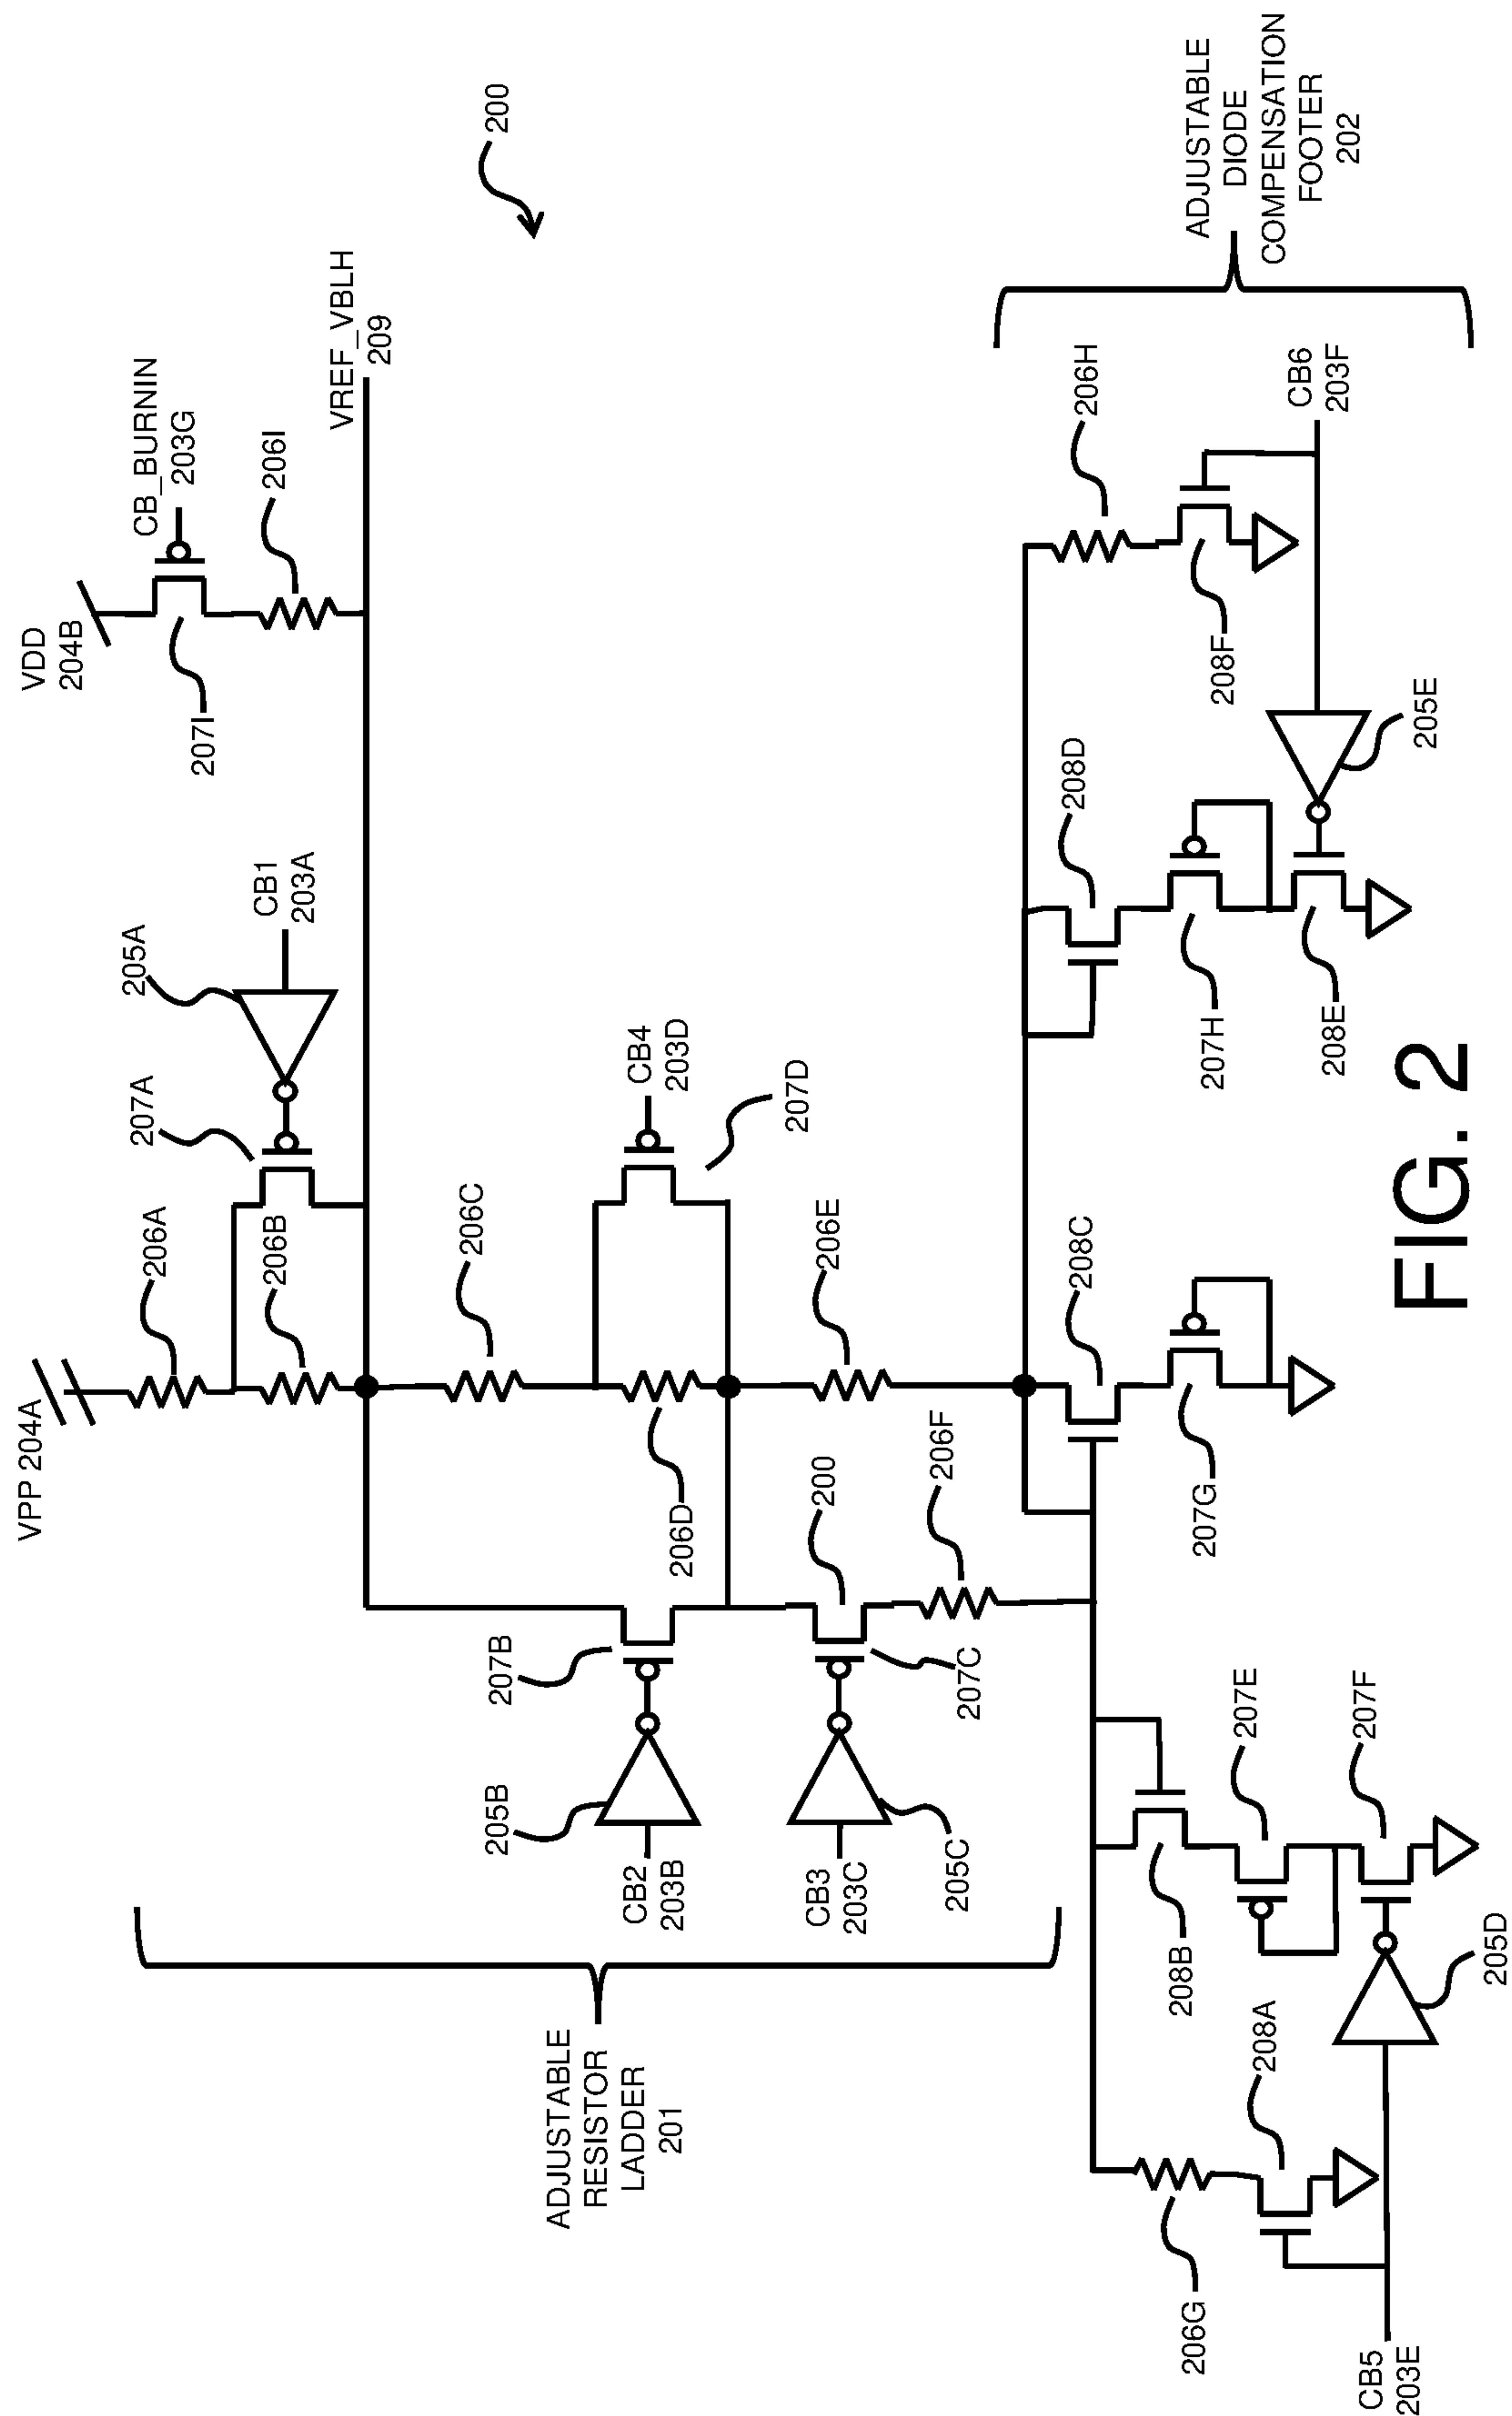 VPP 204A
206A
206B
207A
205A
CB1
203A
VDD
204B
207I
CB_BURNIN
203G
206I
VREF_VBLH
209
200
ADJUSTABLE
RESISTOR
LADDER
201
CB2
203B
205B
207B
206C
206D
CB4
203D
207D
CB3
203C
205C
207C
200
206F
206E
CB5
203E
206G
208A
205D
208B
207E
207F
208C
207G
208D
207H
208E
205E
206H
208F
CB6
203F
ADJUSTABLE
DIODE
COMPENSATION
FOOTER
202
FIG. 2